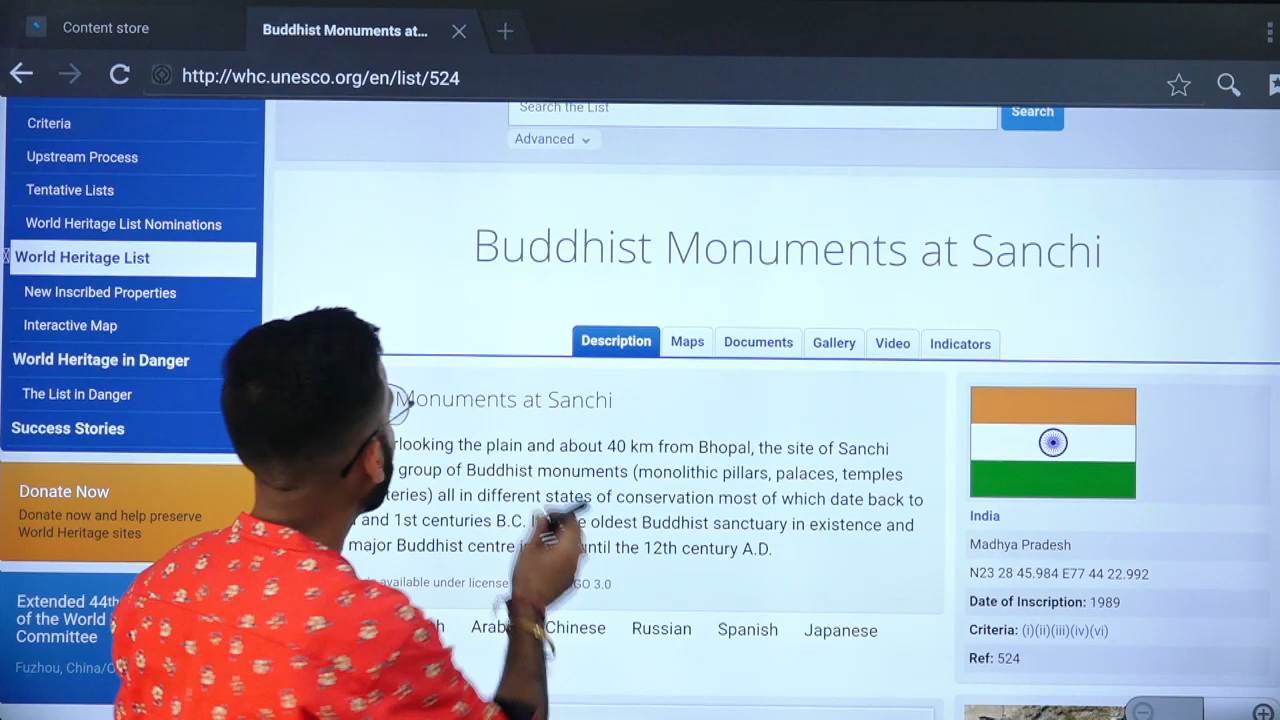 Content store
Buddhist Monuments at...
http://whc.unesco.org/en/list/524
Criteria
Upstream Process
Tentative Lists
World Heritage List Nominations
World Heritage List
New Inscribed Properties
Interactive Map
World Heritage in Danger
The List in Danger
Success Stories
Donate Now
Donate now and help preserve
World Heritage sites
Extended 44th
of the World
Committee
Fuzhou, China/
Search the List
Search
Advanced
Buddhist Monuments at Sanchi
Description Maps Documents Gallery Video Indicators
Monuments at Sanchi
looking the plain and about 40 km from Bhopal, the site of Sanchi
group of Buddhist monuments (monolithic pillars, palaces, temples
all in different states of conservation most of which date back to
and 1st centuries B.C. oldest Buddhist sanctuary in existence and
major Buddhist centre until the 12th century A.D.
available under license 3.0
Chinese Russian Spanish Japanese
India
Madhya Pradesh
N23 28 45.984 E77 44 22.992
Date of Inscription: 1989
Criteria: (i)(ii)(iii)(iv)(vi)
Ref: 524